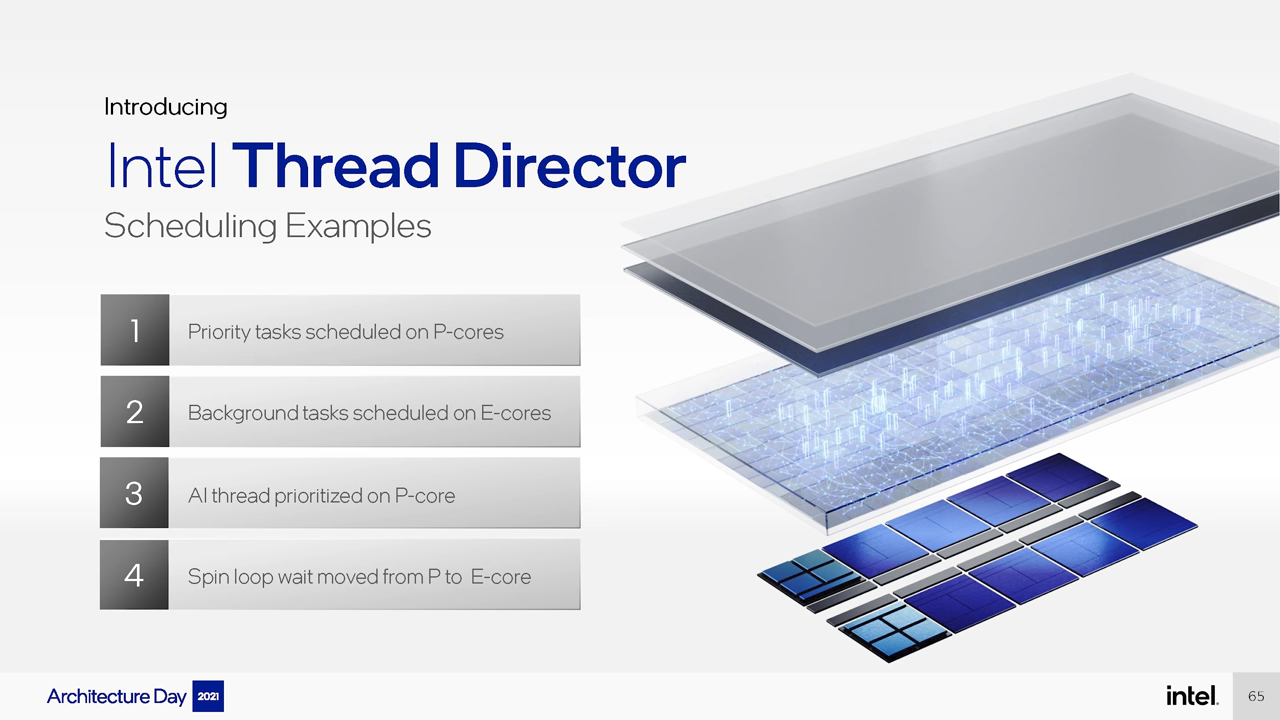 Introducing
Intel Thread Director
Scheduling Examples
1 Priority tasks scheduled on P-cores
2 Background tasks scheduled on E-cores
3 AI thread prioritized on P-core
4 Spin loop wait moved from P to E-core
Architecture Day 2021
intel.
65